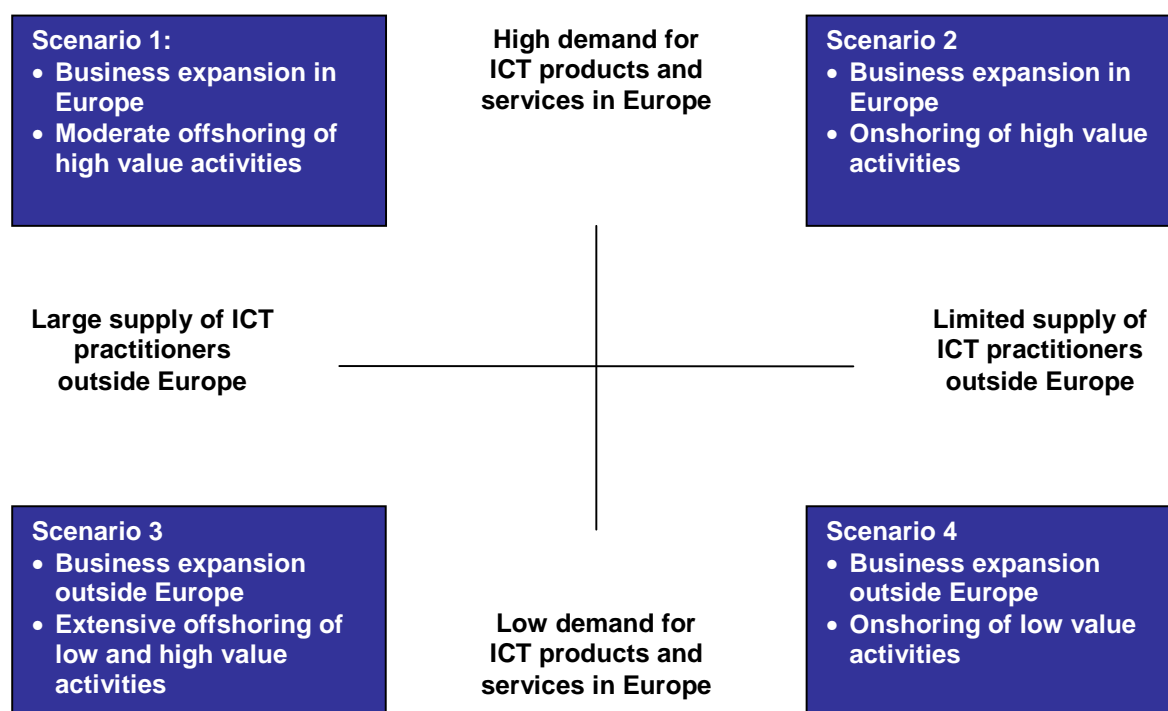 Scenario 1:
• Business expansion in
Europe
• Moderate offshoring of
high value activities
High demand for
ICT products and
services in Europe
Scenario 2
• Business expansion in
Europe
• Onshoring of high value
activities
Large supply of ICT
practitioners
outside Europe
Limited supply of
ICT practitioners
outside Europe
Scenario 3
• Business expansion
outside Europe
• Extensive offshoring of
low and high value
activities
Low demand for
ICT products and
services in Europe
Scenario 4
• Business expansion
outside Europe
• Onshoring of low value
activities